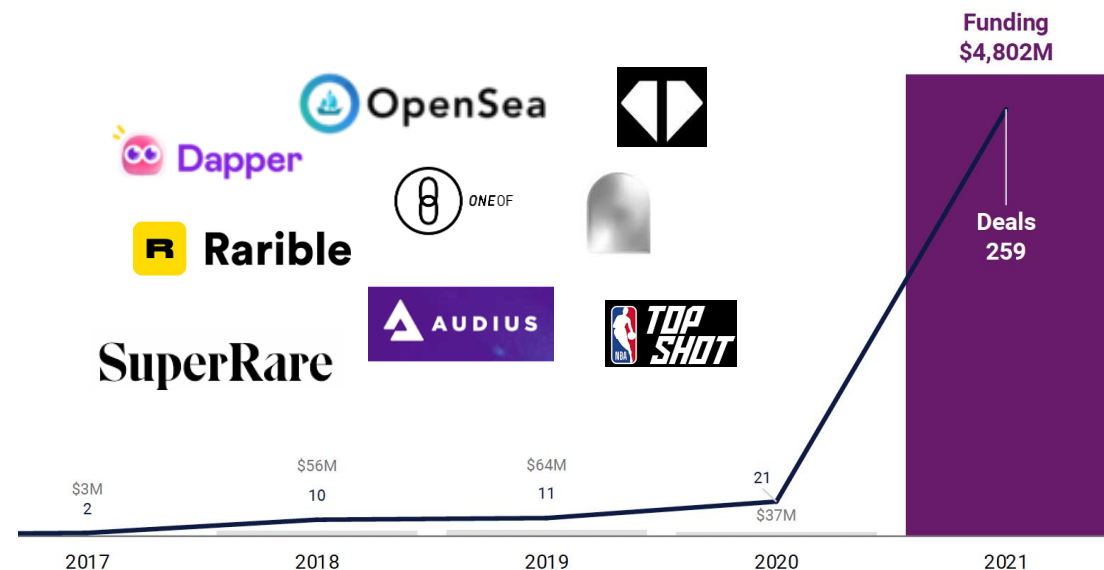 Funding
$4,802M
OpenSea
Dapper
ONEOF
R Rarible
AUDIUS
NBA
TOP
SHOT
SuperRare
Deals
259
$3M
2
$56M
10
$64M
11
21
$37M
2017
2018
2019
2020
2021